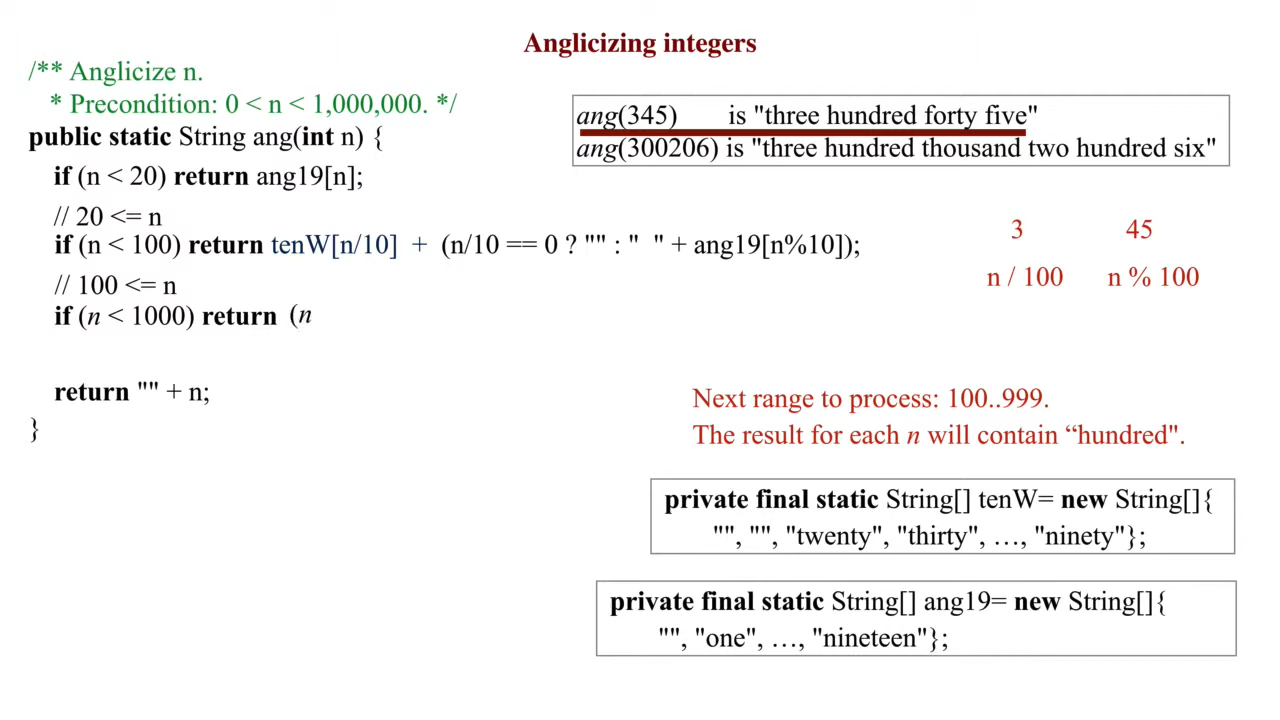 Anglicizing integers
/** Anglicize n.
* Precondition: 0 < n < 1,000,000. */
public static String ang(int n) {
if (n < 20) return ang19[n];
// 20 <= n
if (n < 100) return tenW[n/10] + (n/10 == 0 ? "" : " " + ang19[n%10]);
// 100 <= n
if (n < 1000) return (n
return "" + n;
}
ang(345) is "three hundred forty five"
ang(300206) is "three hundred thousand two hundred six"
3 45
n / 100 n % 100
Next range to process: 100..999.
The result for each n will contain “hundred".
private final static String[] tenW= new String[]{
"", "", "twenty", "thirty", …, "ninety"};
private final static String[] ang19= new String[]{
"", "one", …, "nineteen"};